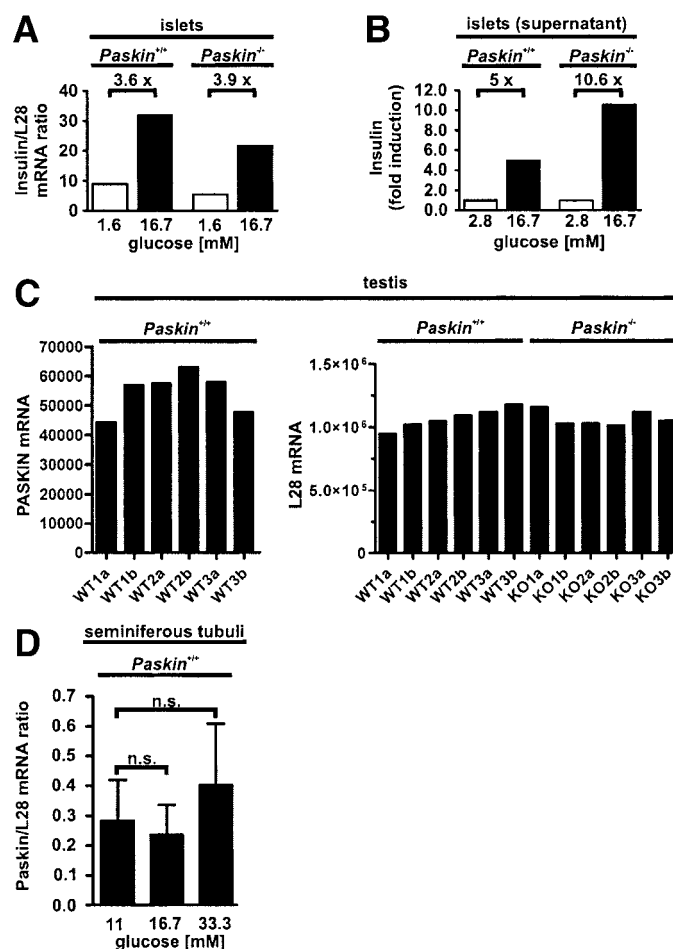 A
islets
Paskin+/+ Paskin-/-
3.6 x 3.9 x
Insulin/L28
mRNA ratio
40
30
20
10
0
1.6 16.7 1.6 16.7
glucose [mM]
B
islets (supernatant)
Paskin+/+ Paskin-/-
5 x 10.6 x
Insulin
(fold induction)
12.0
10.0
8.0
6.0
4.0
2.0
0.0
2.8 16.7 2.8 16.7
glucose [mM]
C
testis
Paskin+/+
PASKIN mRNA
70000
60000
50000
40000
30000
20000
10000
0
WT1a WT1b WT2a WT2b WT3a WT3b
Paskin+/+ Paskin-/-
L28 mRNA
1.5×10⁶
1.0×10⁶
5.0×10⁵
0
WT1a WT1b WT2a WT2b WT3a WT3b KO1a KO1b KO2a KO2b KO3a KO3b
D
seminiferous tubuli
Paskin+/+
n.s.
n.s.
Paskin/L28 mRNA ratio
0.7
0.6
0.5
0.4
0.3
0.2
0.1
0.0
11 16.7 33.3
glucose [mM]